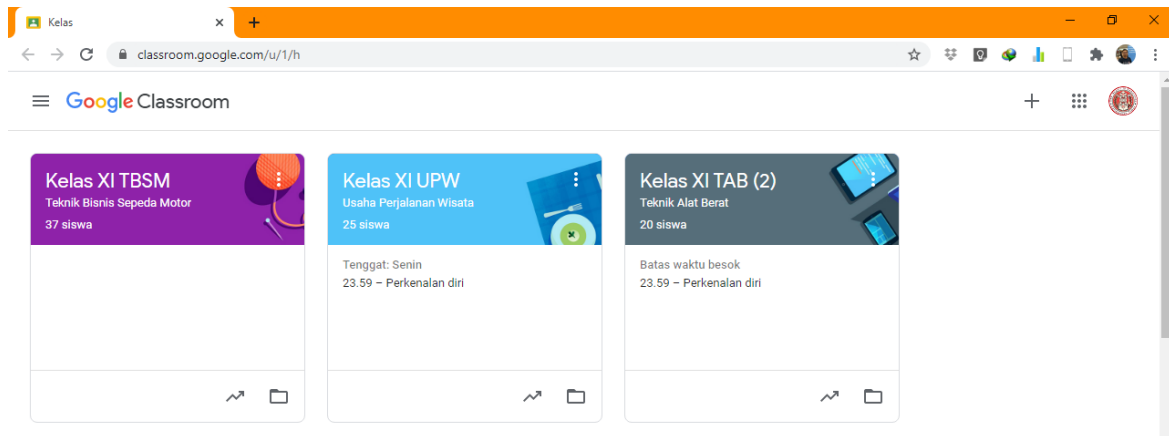 Kelas
classroom.google.com/u/1/h
Google Classroom
Kelas XI TBSM
Teknik Bisnis Sepeda Motor
37 siswa
Kelas XI UPW
Usaha Perjalanan Wisata
25 siswa
Tenggat: Senin
23.59 – Perkenalan diri
Kelas XI TAB (2)
Teknik Alat Berat
20 siswa
Batas waktu besok
23.59 – Perkenalan diri